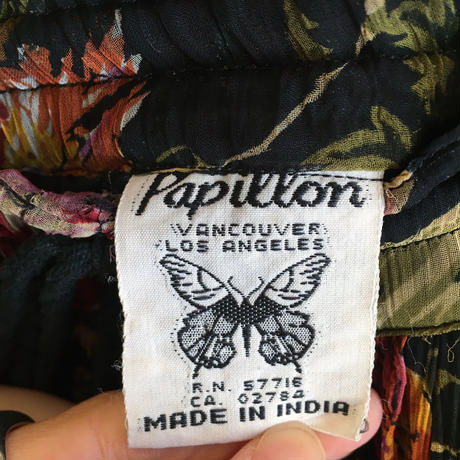 Papillon
VANCOUVER
LOS ANGELES
R.N. 57716
CA. 02784
MADE IN INDIA